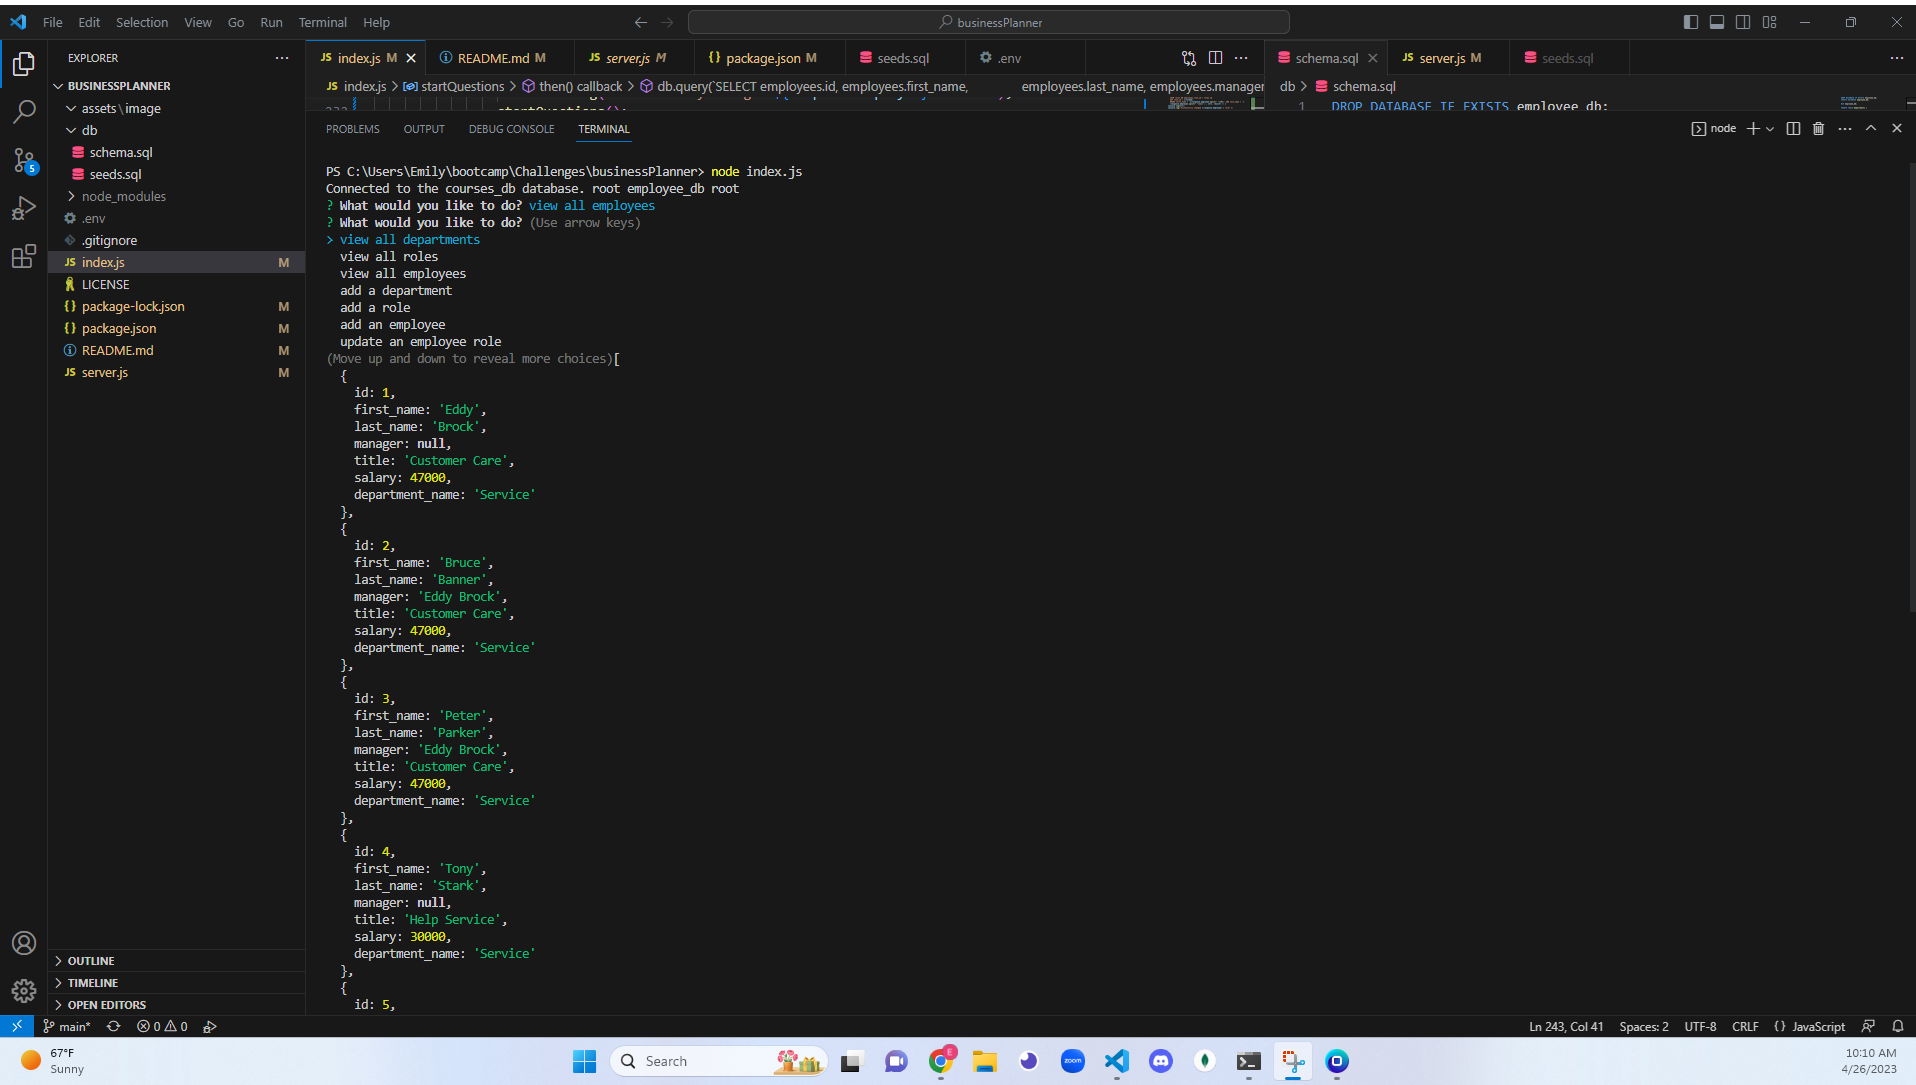 File Edit Selection View Go Run Terminal Help
businessPlanner
EXPLORER
BUSINESSPLANNER
assets\image
db
schema.sql
seeds.sql
node_modules
.env
.gitignore
index.js M
LICENSE
package-lock.json M
package.json M
README.md M
server.js M
OUTLINE
TIMELINE
OPEN EDITORS
index.js M README.md M server.js M package.json M seeds.sql .env
index.js > startQuestions > then() callback > db.query(`SELECT employees.id, employees.first_name, employees.last_name, employees.manager
schema.sql server.js M seeds.sql
db > schema.sql
1 DROP DATABASE IF EXISTS employee_db;
startQuestions();
PROBLEMS OUTPUT DEBUG CONSOLE TERMINAL
node
PS C:\Users\Emily\bootcamp\Challenges\businessPlanner> node index.js
Connected to the courses_db database. root employee_db root
? What would you like to do? view all employees
? What would you like to do? (Use arrow keys)
> view all departments
view all roles
view all employees
add a department
add a role
add an employee
update an employee role
(Move up and down to reveal more choices)[
{
id: 1,
first_name: 'Eddy',
last_name: 'Brock',
manager: null,
title: 'Customer Care',
salary: 47000,
department_name: 'Service'
},
{
id: 2,
first_name: 'Bruce',
last_name: 'Banner',
manager: 'Eddy Brock',
title: 'Customer Care',
salary: 47000,
department_name: 'Service'
},
{
id: 3,
first_name: 'Peter',
last_name: 'Parker',
manager: 'Eddy Brock',
title: 'Customer Care',
salary: 47000,
department_name: 'Service'
},
{
id: 4,
first_name: 'Tony',
last_name: 'Stark',
manager: null,
title: 'Help Service',
salary: 30000,
department_name: 'Service'
},
{
id: 5,
5
main* 0 0
Ln 243, Col 41 Spaces: 2 UTF-8 CRLF {} JavaScript
67°F
Sunny
Search
E
zoom
10:10 AM
4/26/2023